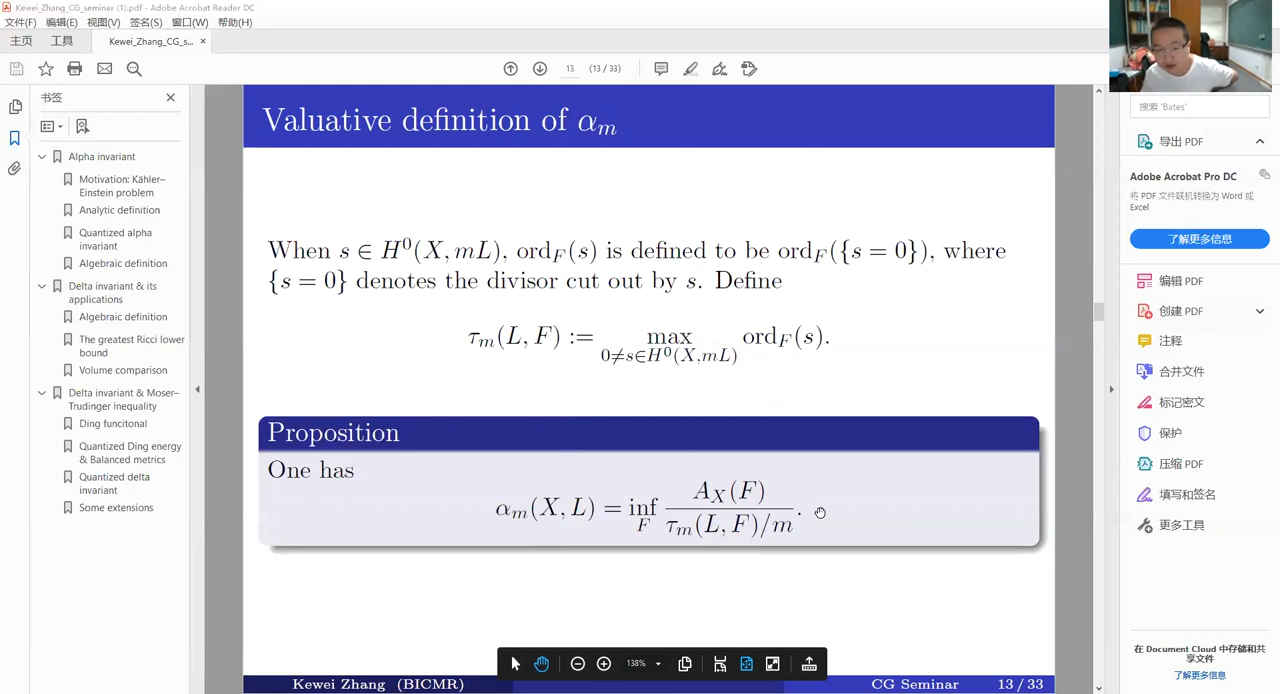 Kewei_Zhang_CG_seminar (1).pdf - Adobe Acrobat Reader DC
文件(F) 编辑(E) 视图(V) 签名(S) 窗口(W) 帮助(H)
主页 工具 Kewei_Zhang_CG_s... ×
13 (13 / 33)
书签
Alpha invariant
Motivation: Kähler–
Einstein problem
Analytic definition
Quantized alpha
invariant
Algebraic definition
Delta invariant & its
applications
Algebraic definition
The greatest Ricci lower
bound
Volume comparison
Delta invariant & Moser–
Trudinger inequality
Ding funcitonal
Quantized Ding energy
& Balanced metrics
Quantized delta
invariant
Some extensions
Valuative definition of αₘ
When s ∈ H⁰(X, mL), ord_F(s) is defined to be ord_F({s = 0}), where
{s = 0} denotes the divisor cut out by s. Define
τₘ(L, F) := max_{0≠s∈H⁰(X,mL)} ord_F(s).
Proposition
One has
αₘ(X, L) = inf_F A_X(F) / (τₘ(L, F)/m).
138%
Kewei Zhang (BICMR) CG Seminar 13 / 33
搜索 'Bates'
导出 PDF
Adobe Acrobat Pro DC
将 PDF 文件联机转换为 Word 或
Excel
了解更多信息
编辑 PDF
创建 PDF
注释
合并文件
标记密文
保护
压缩 PDF
填写和签名
更多工具
在 Document Cloud 中存储和共
享文件
了解更多信息